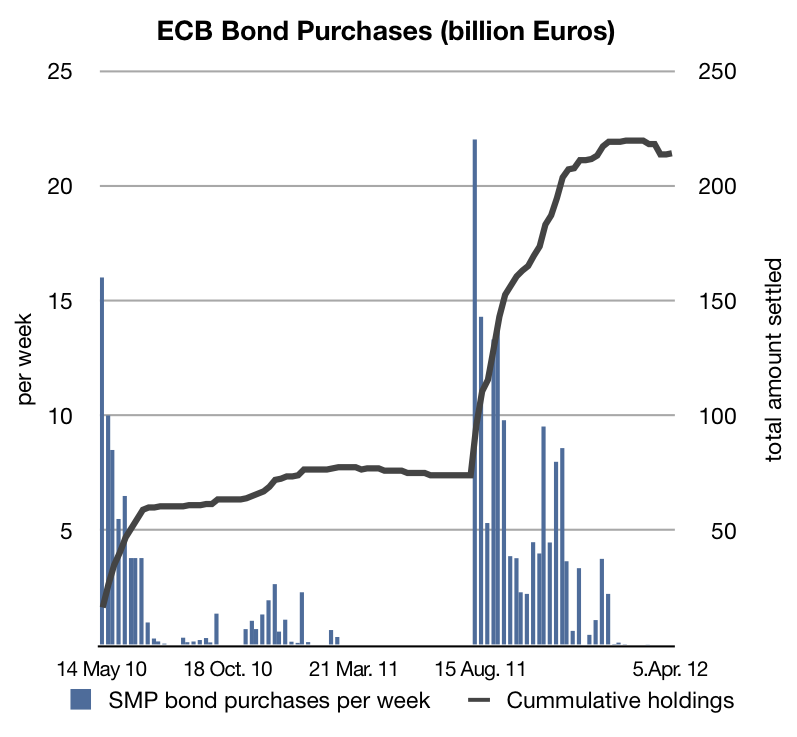 ECB Bond Purchases (billion Euros)
25
250
20
200
15
150
10
100
5
50
per week
total amount settled
14 May 10
18 Oct. 10
21 Mar. 11
15 Aug. 11
5.Apr. 12
SMP bond purchases per week
Cummulative holdings